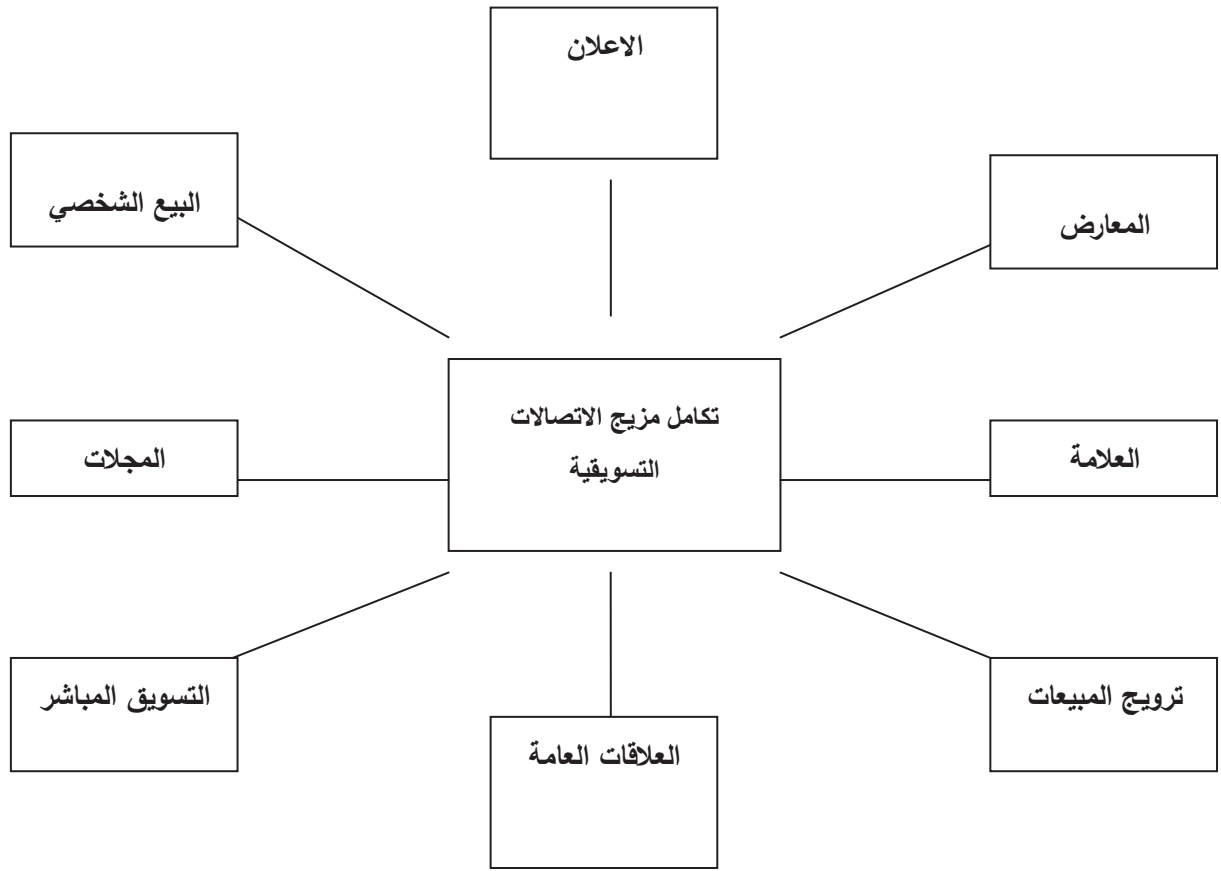 الاعلان
المعارض
البيع الشخصي
تكامل مزيج الاتصالات
التسويقية
العلامة
المجلات
ترويج المبيعات
التسويق المباشر
العلاقات العامة